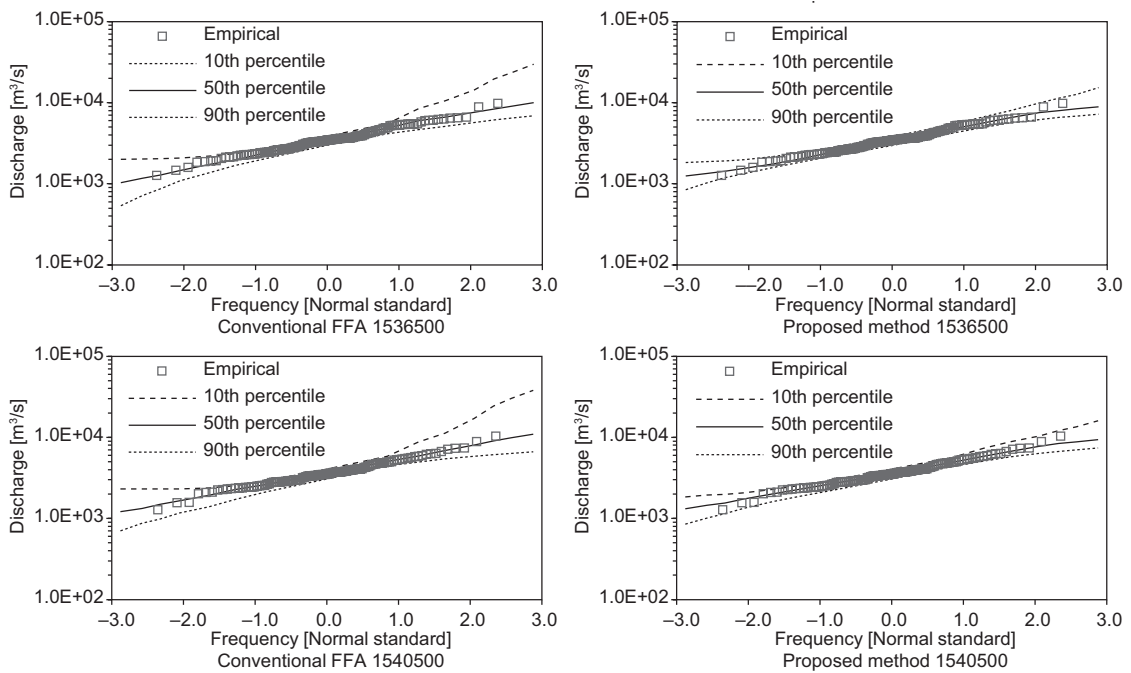 1.0E+05
Empirical
10th percentile
50th percentile
90th percentile
1.0E+04
1.0E+03
1.0E+02
Discharge [m³/s]
–3.0 –2.0 –1.0 0.0 1.0 2.0 3.0
Frequency [Normal standard]
Conventional FFA 1536500
1.0E+05
Empirical
10th percentile
50th percentile
90th percentile
1.0E+04
1.0E+03
1.0E+02
Discharge [m³/s]
–3.0 –2.0 –1.0 0.0 1.0 2.0 3.0
Frequency [Normal standard]
Proposed method 1536500
1.0E+05
Empirical
10th percentile
50th percentile
90th percentile
1.0E+04
1.0E+03
1.0E+02
Discharge [m³/s]
–3.0 –2.0 –1.0 0.0 1.0 2.0 3.0
Frequency [Normal standard]
Conventional FFA 1540500
1.0E+05
Empirical
10th percentile
50th percentile
90th percentile
1.0E+04
1.0E+03
1.0E+02
Discharge [m³/s]
–3.0 –2.0 –1.0 0.0 1.0 2.0 3.0
Frequency [Normal standard]
Proposed method 1540500